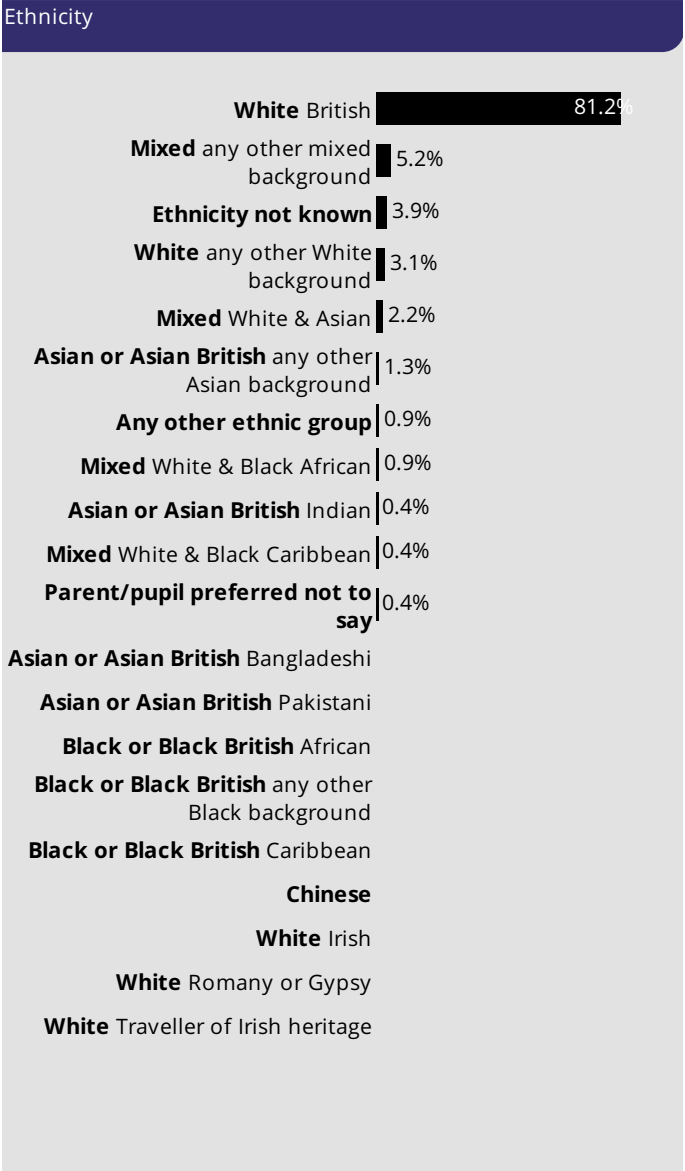 Ethnicity
White British 81.2%
Mixed any other mixed
background 5.2%
Ethnicity not known 3.9%
White any other White
background 3.1%
Mixed White & Asian 2.2%
Asian or Asian British any other
Asian background 1.3%
Any other ethnic group 0.9%
Mixed White & Black African 0.9%
Asian or Asian British Indian 0.4%
Mixed White & Black Caribbean 0.4%
Parent/pupil preferred not to
say 0.4%
Asian or Asian British Bangladeshi
Asian or Asian British Pakistani
Black or Black British African
Black or Black British any other
Black background
Black or Black British Caribbean
Chinese
White Irish
White Romany or Gypsy
White Traveller of Irish heritage